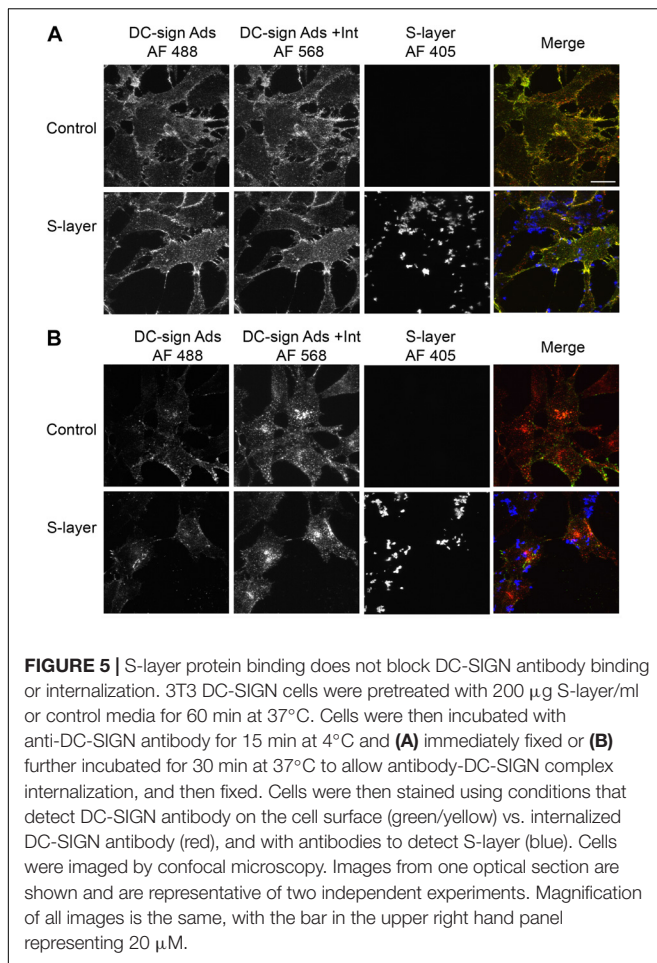 A
DC-sign Ads AF 488
DC-sign Ads +Int AF 568
S-layer AF 405
Merge
Control
S-layer
B
DC-sign Ads AF 488
DC-sign Ads +Int AF 568
S-layer AF 405
Merge
Control
S-layer
FIGURE 5 | S-layer protein binding does not block DC-SIGN antibody binding
or internalization. 3T3 DC-SIGN cells were pretreated with 200 μg S-layer/ml
or control media for 60 min at 37°C. Cells were then incubated with
anti-DC-SIGN antibody for 15 min at 4°C and (A) immediately fixed or (B)
further incubated for 30 min at 37°C to allow antibody-DC-SIGN complex
internalization, and then fixed. Cells were then stained using conditions that
detect DC-SIGN antibody on the cell surface (green/yellow) vs. internalized
DC-SIGN antibody (red), and with antibodies to detect S-layer (blue). Cells
were imaged by confocal microscopy. Images from one optical section are
shown and are representative of two independent experiments. Magnification
of all images is the same, with the bar in the upper right hand panel
representing 20 μM.